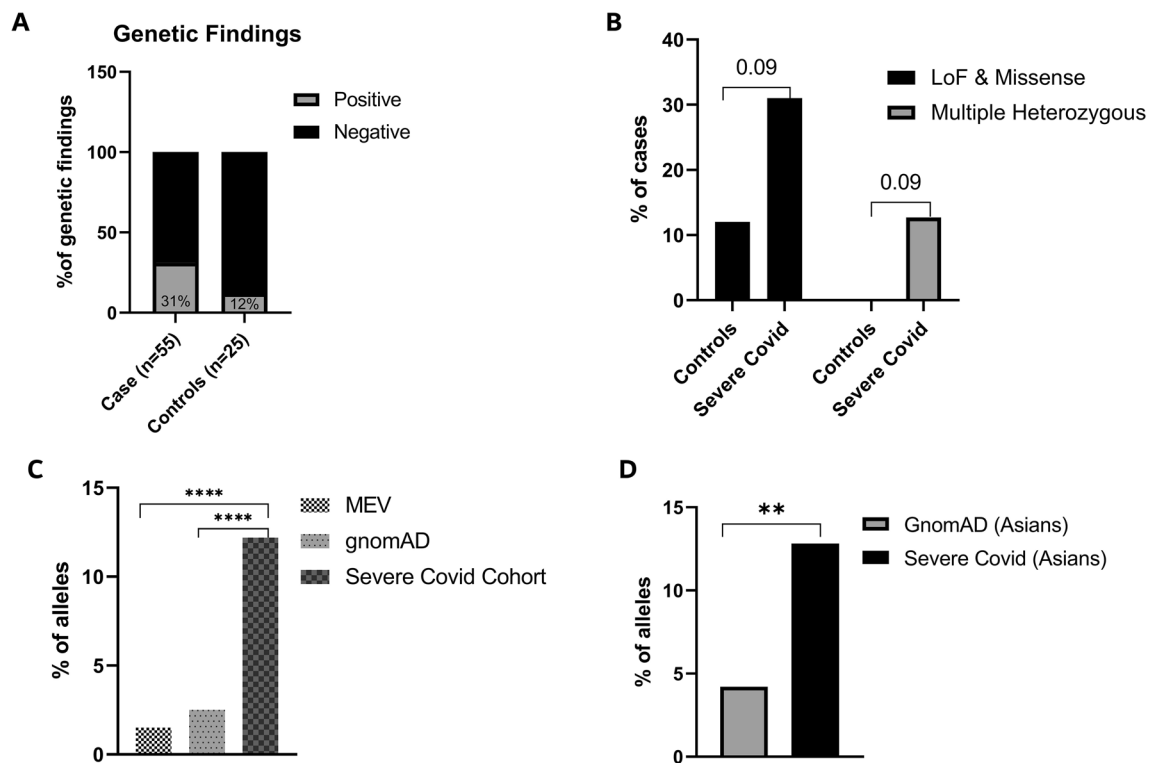 A
Genetic Findings
%of genetic findings
150
100
50
0
31%
12%
Case (n=55)
Controls (n=25)
Positive
Negative
B
% of cases
40
30
20
10
0
0.09
0.09
Controls
Severe Covid
Controls
Severe Covid
LoF & Missense
Multiple Heterozygous
C
% of alleles
15
10
5
0
****
****
MEV
gnomAD
Severe Covid Cohort
D
% of alleles
15
10
5
0
**
GnomAD (Asians)
Severe Covid (Asians)